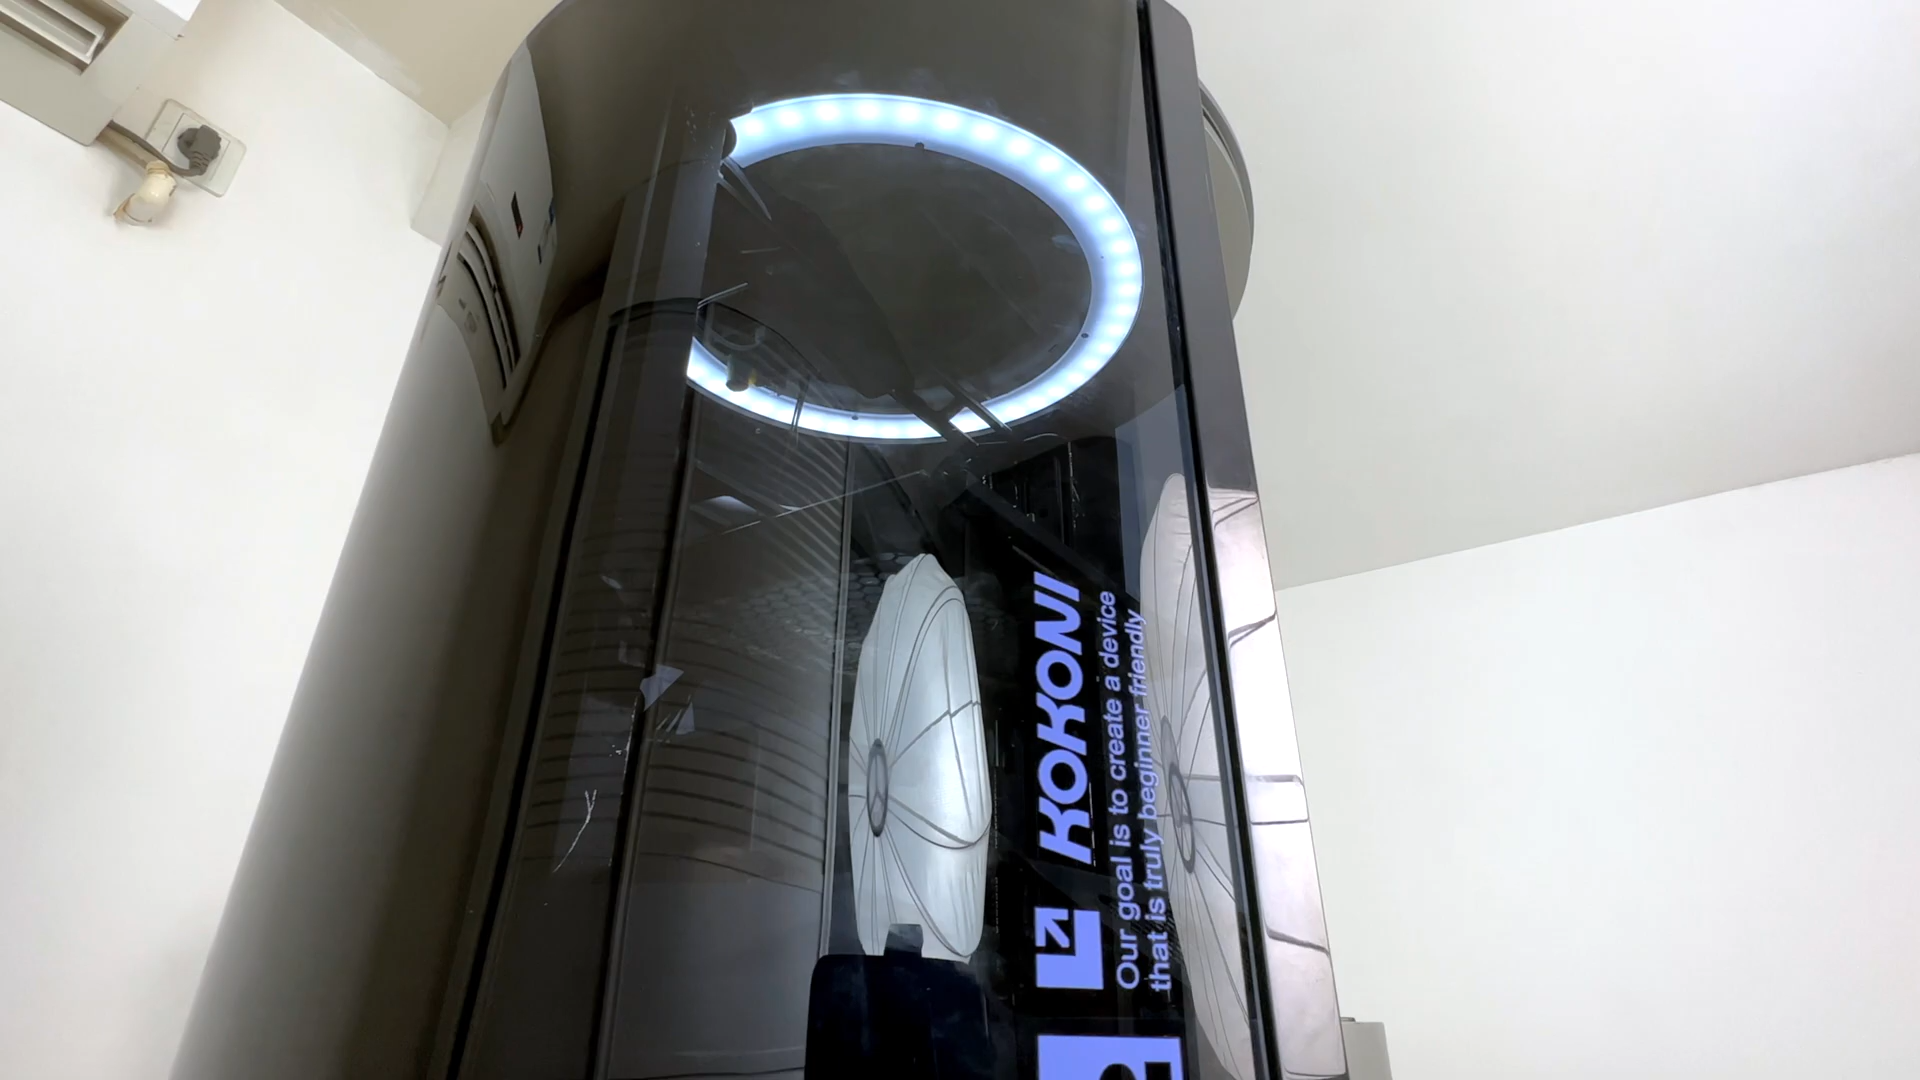 KOKONI
Our goal is to create a device
that is truly beginner friendly